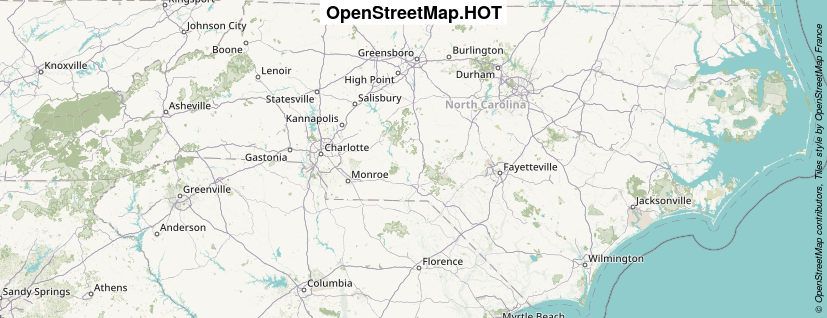 OpenStreetMap.HOT
Kingsport
Johnson City
Boone
Greensboro
Burlington
Knoxville
Lenoir
High Point
Durham
Statesville
Salisbury
North Carolina
Asheville
Kannapolis
Charlotte
Gastonia
Fayetteville
Monroe
Greenville
Jacksonville
Anderson
Wilmington
Florence
Columbia
Sandy Springs
Athens
Myrtle Beach
© OpenStreetMap contributors, Tiles style by OpenStreetMap France